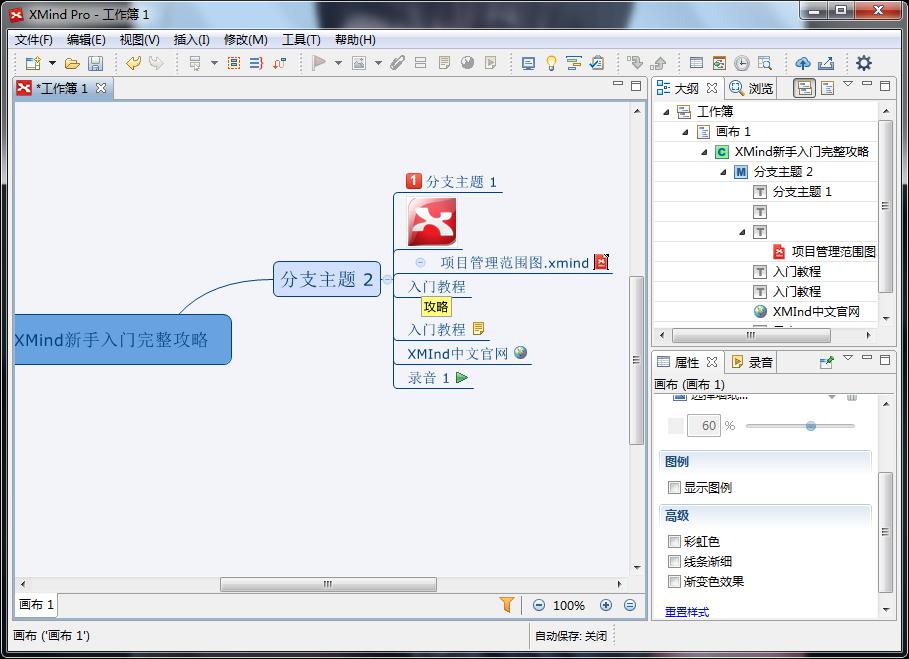 XMind Pro - 工作簿 1
文件(F) 编辑(E) 视图(V) 插入(I) 修改(M) 工具(T) 帮助(H)
*工作簿 1
1 分支主题 1
项目管理范围图.xmind
分支主题 2
入门教程
攻略
入门教程
XMInd中文官网
录音 1
XMind新手入门完整攻略
画布 1
100%
画布 ('画布 1')
自动保存: 关闭
大纲 浏览
工作簿
画布 1
C XMind新手入门完整攻略
M 分支主题 2
T 分支主题 1
T
T
项目管理范围图
T 入门教程
T 入门教程
XMInd中文官网
属性 录音
画布 (画布 1)
选择墙纸...
60 %
图例
显示图例
高级
彩虹色
线条渐细
渐变色效果
重置样式